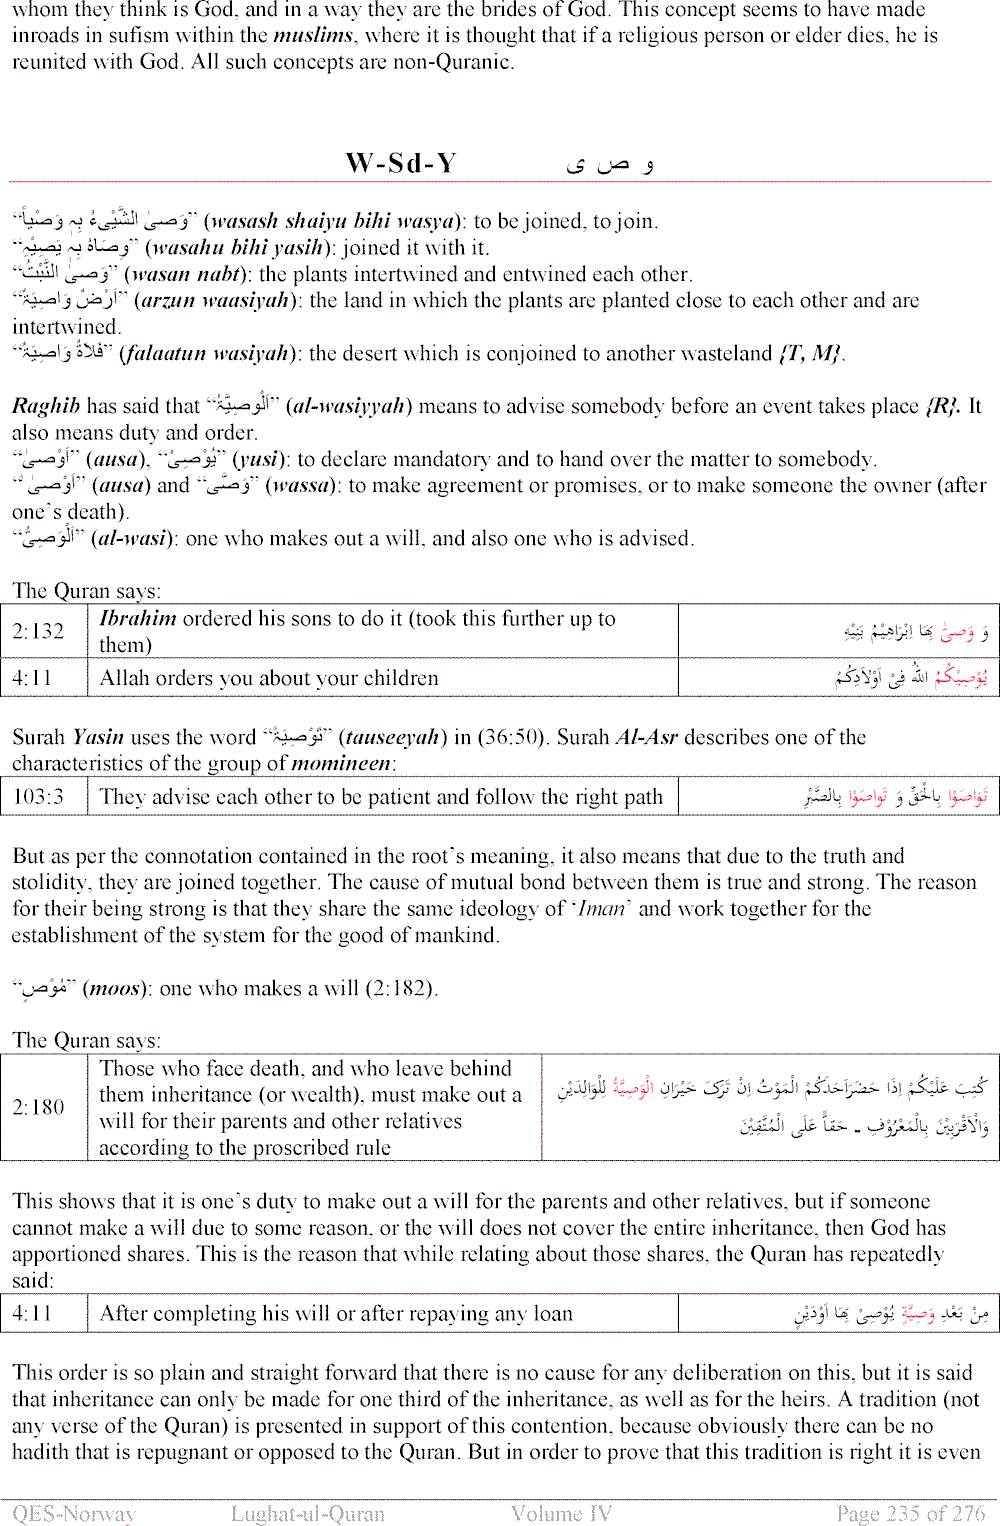 whom they think is God, and in a way they are the brides of God. This concept seems to have made
inroads in sufism within the muslims, where it is thought that if a religious person or elder dies, he is
reunited with God. All such concepts are non-Quranic.
W-Sd-Y و ص ی
“وَصیٰ الشَّیْیءُ بِہٖ وَصْیاً” (wasash shaiyu bihi wasya): to be joined, to join.
“وصَاہُ بِہٖ یَصِیْہٖ” (wasahu bihi yasih): joined it with it.
“وَصیٰ النَّبْتُ” (wasan nabt): the plants intertwined and entwined each other.
“اَرْضٌ وَاصِیَۃٌ” (arzun waasiyah): the land in which the plants are planted close to each other and are
intertwined.
“فَلاۃٌ وَاصِیَۃٌ” (falaatun wasiyah): the desert which is conjoined to another wasteland {T, M}.
Raghib has said that “اَلْوصِیَّۃُ” (al-wasiyyah) means to advise somebody before an event takes place {R}. It
also means duty and order.
“اَوْصیٰ” (ausa), “یُوْصِیْ” (yusi): to declare mandatory and to hand over the matter to somebody.
“اَوْصیٰ” (ausa) and “وَصَّی” (wassa): to make agreement or promises, or to make someone the owner (after
one’s death).
“اَلْوَصِیُّ” (al-wasi): one who makes out a will, and also one who is advised.
The Quran says:
2:132 Ibrahim ordered his sons to do it (took this further up to
them) وَ وَصیّٰ بِھَا اِبْرَاھِیْمُ بَنِیْہِ
4:11 Allah orders you about your children یُوْصِیْکُمُ اللہُ فِیْ اَوْلاَدِکُمْ
Surah Yasin uses the word “تَوْصِیَۃً” (tauseeyah) in (36:50). Surah Al-Asr describes one of the
characteristics of the group of momineen:
103:3 They advise each other to be patient and follow the right path تَوَاصَوْا بِالْحَقِّ وَ تَواصَوْا بِالصَّبْرِ
But as per the connotation contained in the root’s meaning, it also means that due to the truth and
stolidity, they are joined together. The cause of mutual bond between them is true and strong. The reason
for their being strong is that they share the same ideology of ‘Iman’ and work together for the
establishment of the system for the good of mankind.
“مُوْصٍ” (moos): one who makes a will (2:182).
The Quran says:
2:180 Those who face death, and who leave behind
them inheritance (or wealth), must make out a
will for their parents and other relatives
according to the proscribed rule
کُتِبَ عَلَیْکُمْ اِذَا حَضَرَاَحَدَکُمْ الْمَوْتُ اِنْ تَرَکَ خَیْرَانِ الْوَصِیَّۃُ لِلْوَالِدَیْنِ
وَالْاَقْرَبِیْنَ بِالْمَعْرُوْفِ ۔ حَقاًّ عَلَی الْمُتَّقِیْنَ
This shows that it is one’s duty to make out a will for the parents and other relatives, but if someone
cannot make a will due to some reason, or the will does not cover the entire inheritance, then God has
apportioned shares. This is the reason that while relating about those shares, the Quran has repeatedly
said:
4:11 After completing his will or after repaying any loan مِنْ بَعْدِ وَصِیَّۃٍ یُوْصِیْ بِھَا اَوْدَیْنٍ
This order is so plain and straight forward that there is no cause for any deliberation on this, but it is said
that inheritance can only be made for one third of the inheritance, as well as for the heirs. A tradition (not
any verse of the Quran) is presented in support of this contention, because obviously there can be no
hadith that is repugnant or opposed to the Quran. But in order to prove that this tradition is right it is even
QES-Norway Lughat-ul-Quran Volume IV Page 235 of 276